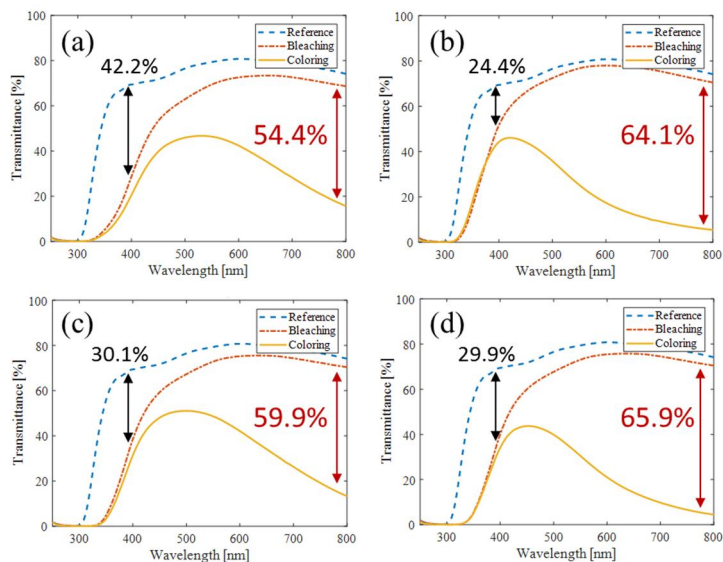 (a)
Reference
Bleaching
Coloring
42.2%
54.4%
Transmittance [%]
100
80
60
40
20
0
300 400 500 600 700 800
Wavelength [nm]
(b)
Reference
Bleaching
Coloring
24.4%
64.1%
Transmittance [%]
100
80
60
40
20
0
300 400 500 600 700 800
Wavelength [nm]
(c)
Reference
Bleaching
Coloring
30.1%
59.9%
Transmittance [%]
100
80
60
40
20
0
300 400 500 600 700 800
Wavelength [nm]
(d)
Reference
Bleaching
Coloring
29.9%
65.9%
Transmittance [%]
100
80
60
40
20
0
300 400 500 600 700 800
Wavelength [nm]